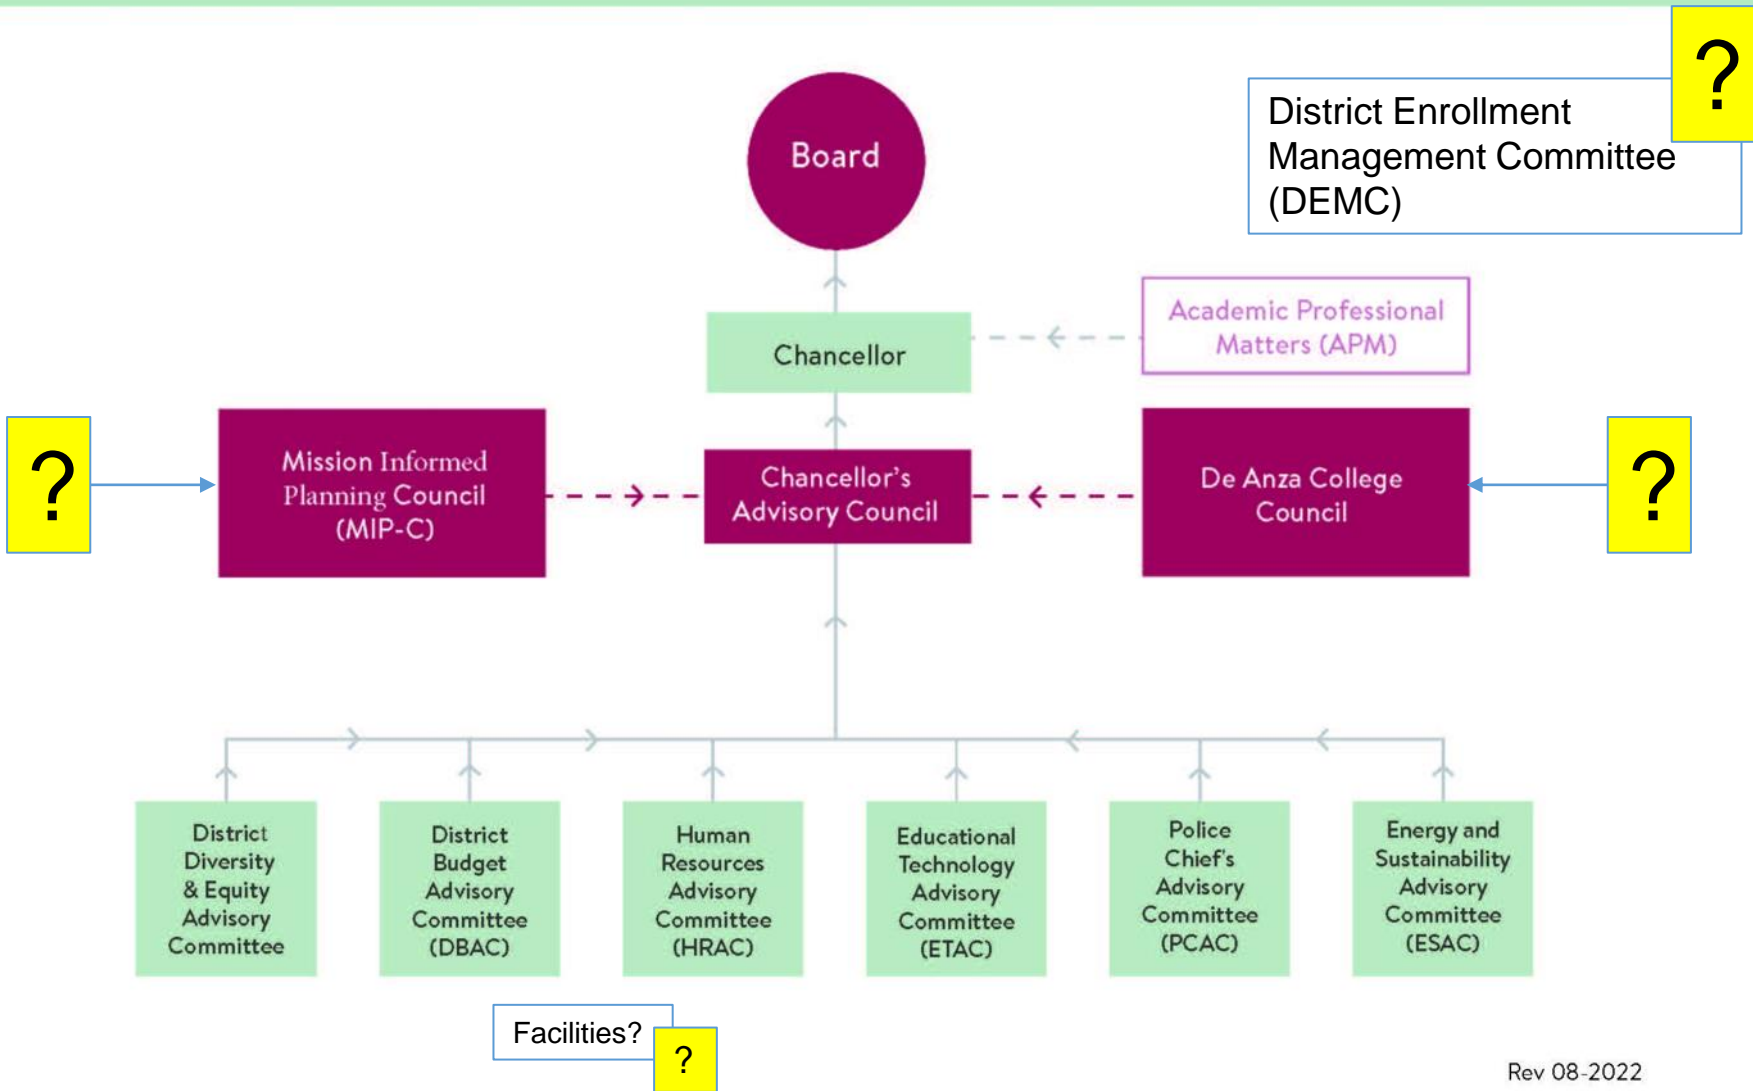 ?
District Enrollment
Management Committee
(DEMC)
Board
Academic Professional
Matters (APM)
Chancellor
?
Mission Informed
Planning Council
(MIP-C)
Chancellor's
Advisory Council
De Anza College
Council
?
District
Diversity
& Equity
Advisory
Committee
District
Budget
Advisory
Committee
(DBAC)
Human
Resources
Advisory
Committee
(HRAC)
Educational
Technology
Advisory
Committee
(ETAC)
Police
Chief's
Advisory
Committee
(PCAC)
Energy and
Sustainability
Advisory
Committee
(ESAC)
Facilities?
?
Rev 08-2022